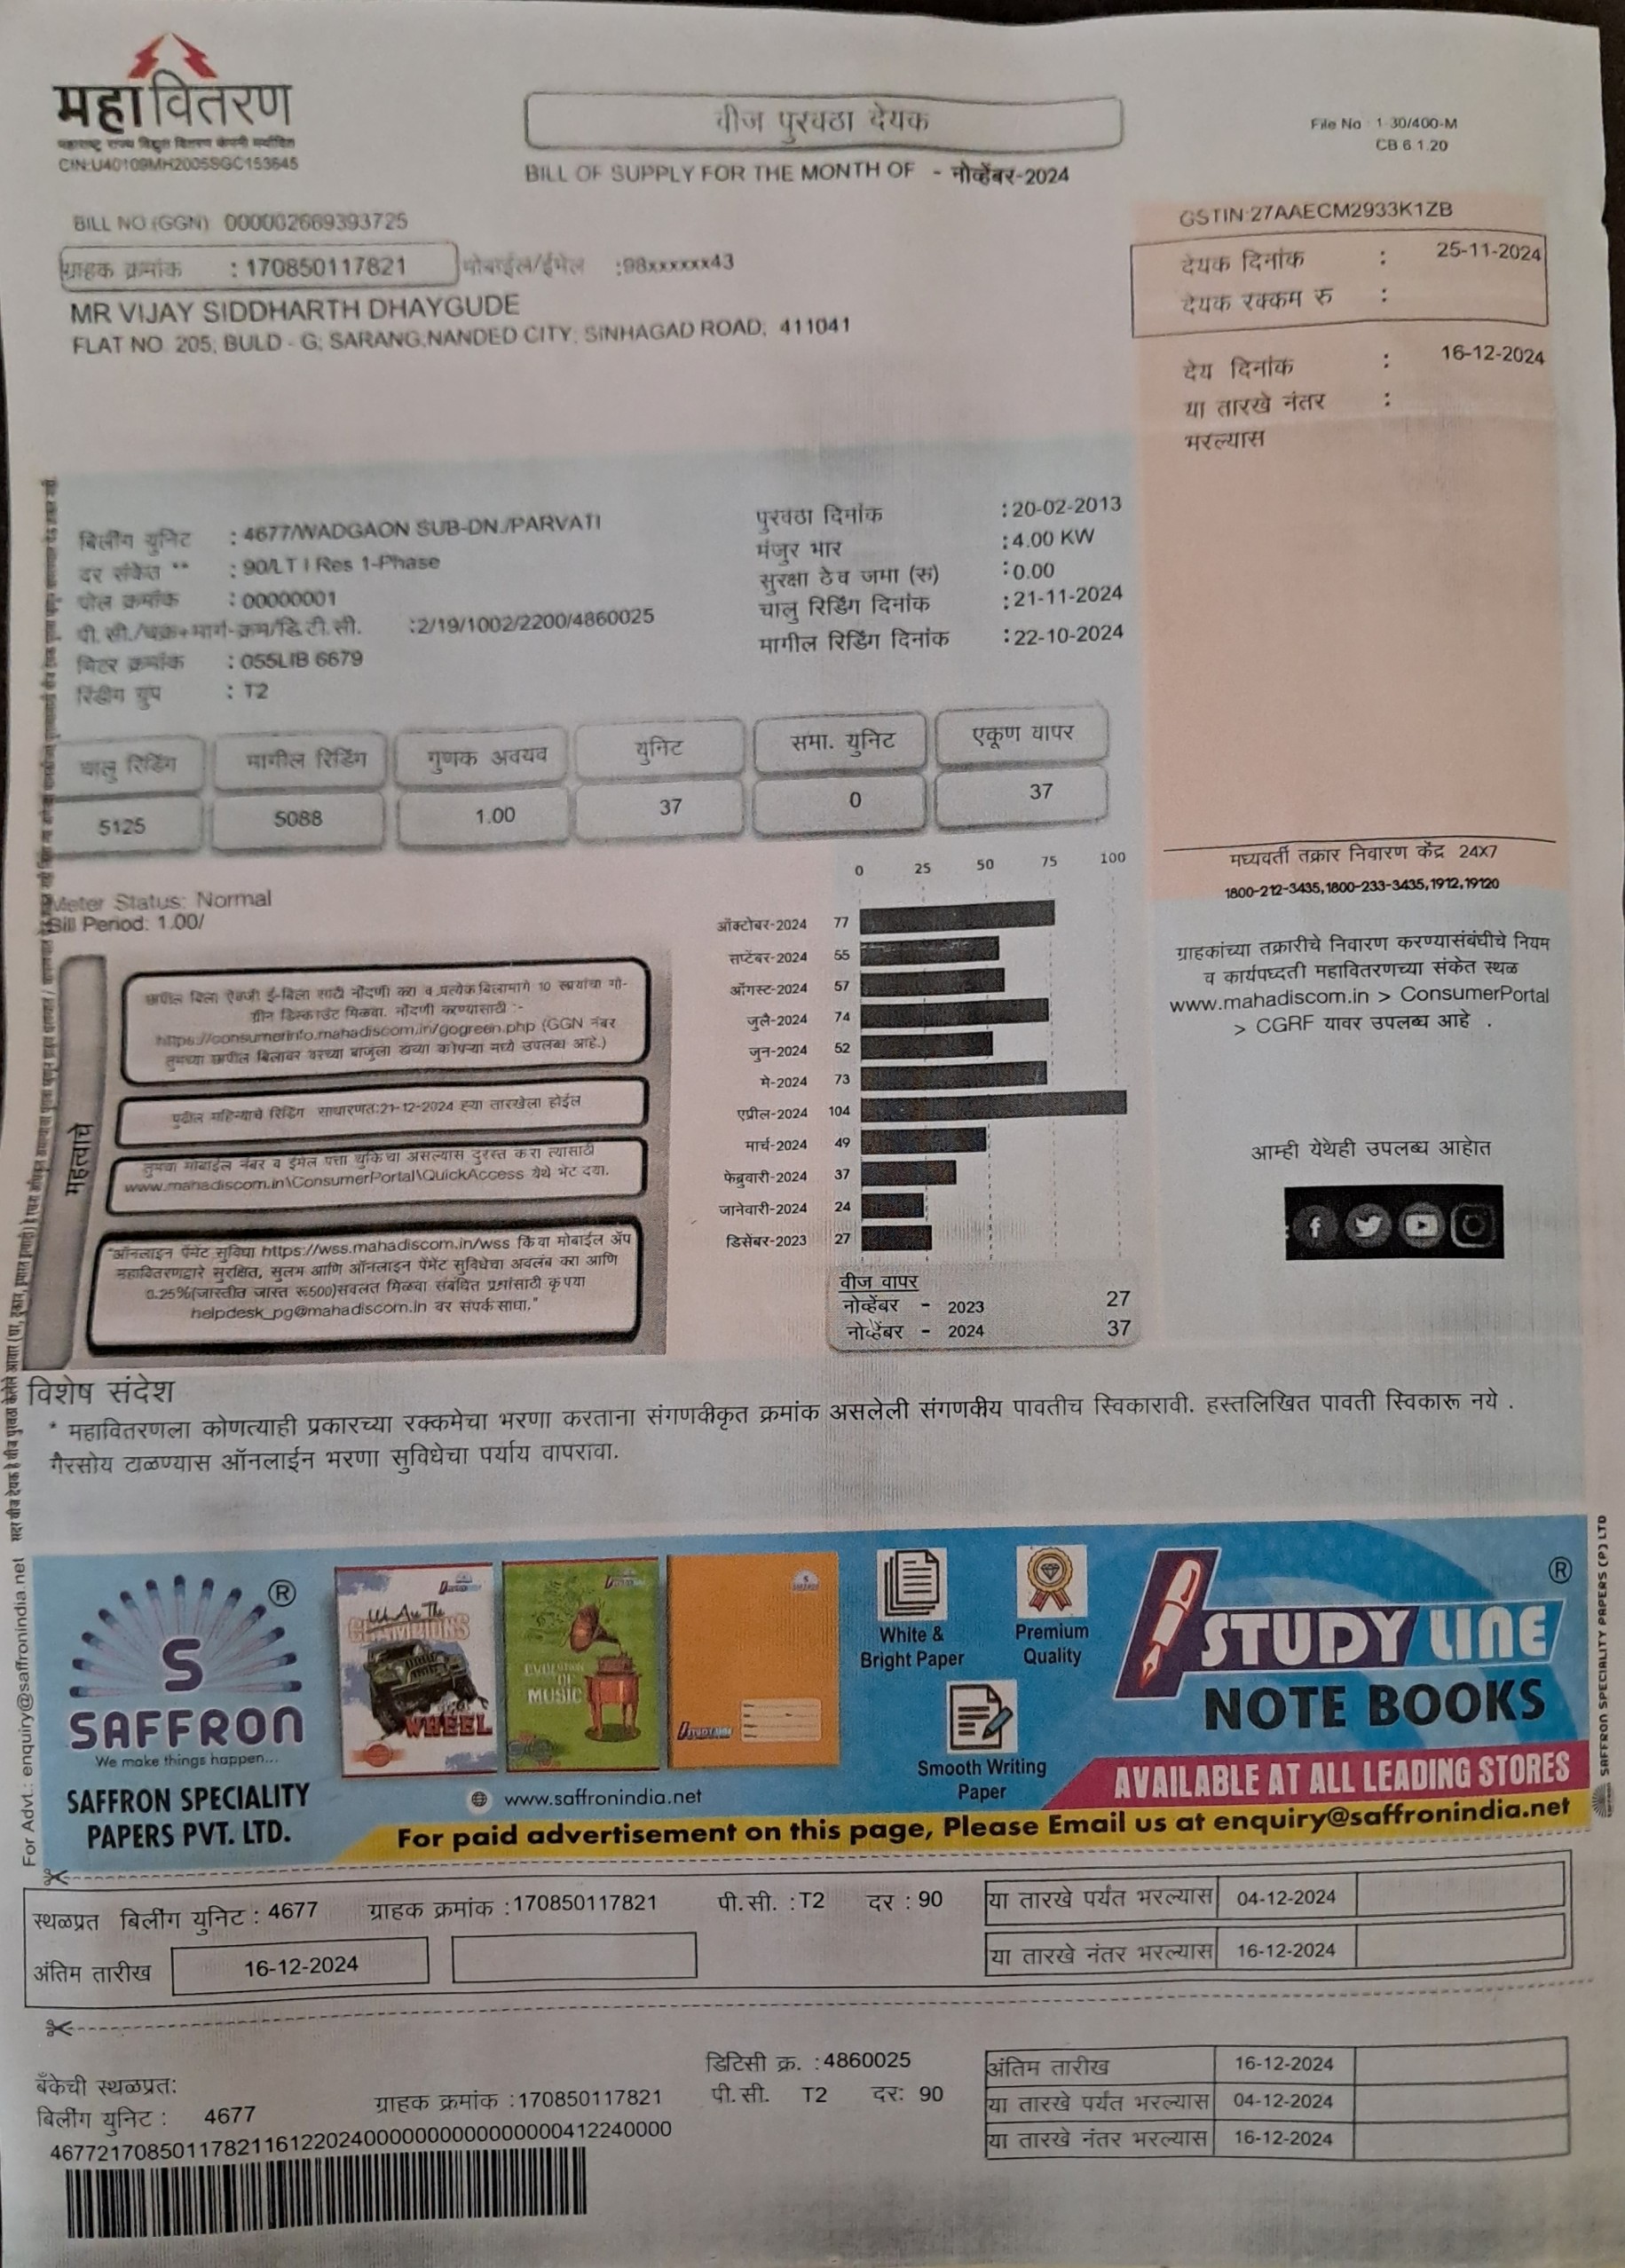 महावितरण
महाराष्ट्र राज्य विद्युत वितरण कंपनी मर्यादित
CIN:U40109MH2005SGC153645
वीज पुरवठा देयक
BILL OF SUPPLY FOR THE MONTH OF - नोव्हेंबर-2024
File No : 1-30/400-M
CB 6.1.20
BILL NO (GGN) 000002669393725
ग्राहक क्रमांक : 170850117821 मोबाईल/ईमेल :98xxxxxx43
MR VIJAY SIDDHARTH DHAYGUDE
FLAT NO 205, BULD - G, SARANG,NANDED CITY, SINHAGAD ROAD, 411041
GSTIN:27AAECM2933K1ZB
देयक दिनांक : 25-11-2024
देयक रक्कम रु :
देय दिनांक : 16-12-2024
या तारखे नंतर :
भरल्यास
बिलींग युनिट : 4677/WADGAON SUB-DN./PARVATI
दर संकेत ** : 90/LT I Res 1-Phase
पोल क्रमांक : 00000001
पी.सी./चक्र+मार्ग-क्रम/डि.टी.सी. :2/19/1002/2200/4860025
मिटर क्रमांक : 055LIB 6679
रिडींग ग्रुप : T2
पुरवठा दिनांक : 20-02-2013
मंजुर भार : 4.00 KW
सुरक्षा ठेव जमा (रु) : 0.00
चालु रिडिंग दिनांक : 21-11-2024
मागील रिडिंग दिनांक : 22-10-2024
चालु रिडिंग मागील रिडिंग गुणक अवयव युनिट समा. युनिट एकूण वापर
5125 5088 1.00 37 0 37
Meter Status: Normal
Bill Period: 1.00/
महत्वाचे
छापील बिला ऐवजी ई-बिला साठी नोंदणी करा व प्रत्येक बिलामागे 10 रुपयांचा गो-
ग्रीन डिस्काउंट मिळवा. नोंदणी करण्यासाठी :-
https://consumerinfo.mahadiscom.in/gogreen.php (GGN नंबर
तुमच्या छापील बिलावर वरच्या बाजुला डाव्या कोपऱ्या मध्ये उपलब्ध आहे.)
पुढील महिन्याचे रिडिंग साधारणत:21-12-2024 ह्या तारखेला होईल
तुमचा मोबाईल नंबर व ईमेल पत्ता चुकिचा असल्यास दुरुस्त करा त्यासाठी
www.mahadiscom.in\ConsumerPortal\QuickAccess येथे भेट द्या.
"ऑनलाइन पेंमेंट सुविधा https://wss.mahadiscom.in/wss किंवा मोबाईल ॲप
महावितरणद्वारे सुरक्षित, सुलभ आणि ऑनलाइन पेंमेंट सुविधेचा अवलंब करा आणि
0.25%(जास्तीत जास्त रू500)सवलत मिळवा संबंधित प्रश्नांसाठी कृपया
helpdesk_pg@mahadiscom.in वर संपर्क साधा."
0 25 50 75 100
ऑक्टोबर-2024 77
सप्टेंबर-2024 55
ऑगस्ट-2024 57
जुलै-2024 74
जुन-2024 52
मे-2024 73
एप्रील-2024 104
मार्च-2024 49
फेब्रुवारी-2024 37
जानेवारी-2024 24
डिसेंबर-2023 27
वीज वापर
नोव्हेंबर - 2023 27
नोव्हेंबर - 2024 37
मध्यवर्ती तक्रार निवारण केंद्र 24X7
1800-212-3435,1800-233-3435,1912,19120
ग्राहकांच्या तक्रारीचे निवारण करण्यासंबंधीचे नियम
व कार्यपध्दती महावितरणच्या संकेत स्थळ
www.mahadiscom.in > ConsumerPortal
> CGRF यावर उपलब्ध आहे .
आम्ही येथेही उपलब्ध आहोत
विशेष संदेश
* महावितरणला कोणत्याही प्रकारच्या रक्कमेचा भरणा करताना संगणकीकृत क्रमांक असलेली संगणकीय पावतीच स्विकारावी. हस्तलिखित पावती स्विकारू नये .
गैरसोय टाळण्यास ऑनलाईन भरणा सुविधेचा पर्याय वापरावा.
For Advt.: enquiry@saffronindia.net
S
SAFFRON
We make things happen...
SAFFRON SPECIALITY
PAPERS PVT. LTD.
®
We Are The
CHAMPIONS
WHEEL
EVOLUTION
OF
MUSIC
STUDYLINE
www.saffronindia.net
White &
Bright Paper
Premium
Quality
Smooth Writing
Paper
®
STUDY LINE
NOTE BOOKS
AVAILABLE AT ALL LEADING STORES
For paid advertisement on this page, Please Email us at enquiry@saffronindia.net
SAFFRON SPECIALITY PAPERS (P) LTD
स्थळप्रत बिलींग युनिट : 4677 ग्राहक क्रमांक :170850117821 पी.सी. : T2 दर : 90
या तारखे पर्यंत भरल्यास 04-12-2024
अंतिम तारीख 16-12-2024
या तारखे नंतर भरल्यास 16-12-2024
बँकेची स्थळप्रत:
डिटिसी क्र. :4860025
बिलींग युनिट : 4677 ग्राहक क्रमांक :170850117821 पी.सी. T2 दर: 90
अंतिम तारीख 16-12-2024
या तारखे पर्यंत भरल्यास 04-12-2024
या तारखे नंतर भरल्यास 16-12-2024